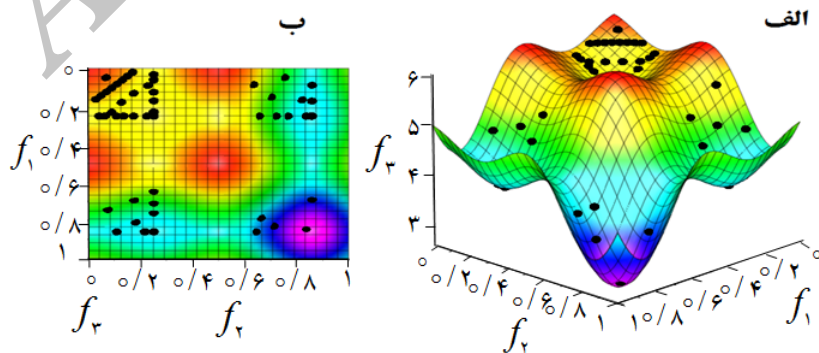 الف
۶
۵
۴
۳
f۳
۰ ۰/۲ ۰/۴ ۰/۶ ۰/۸ ۱
f۲
۱ ۰/۸ ۰/۶ ۰/۴ ۰/۲ ۰
f۱
ب
۰
۰/۲
۰/۴
۰/۶
۰/۸
۱
f۱
۰ ۰/۲ ۰/۴ ۰/۶ ۰/۸ ۱
f۳ f۲